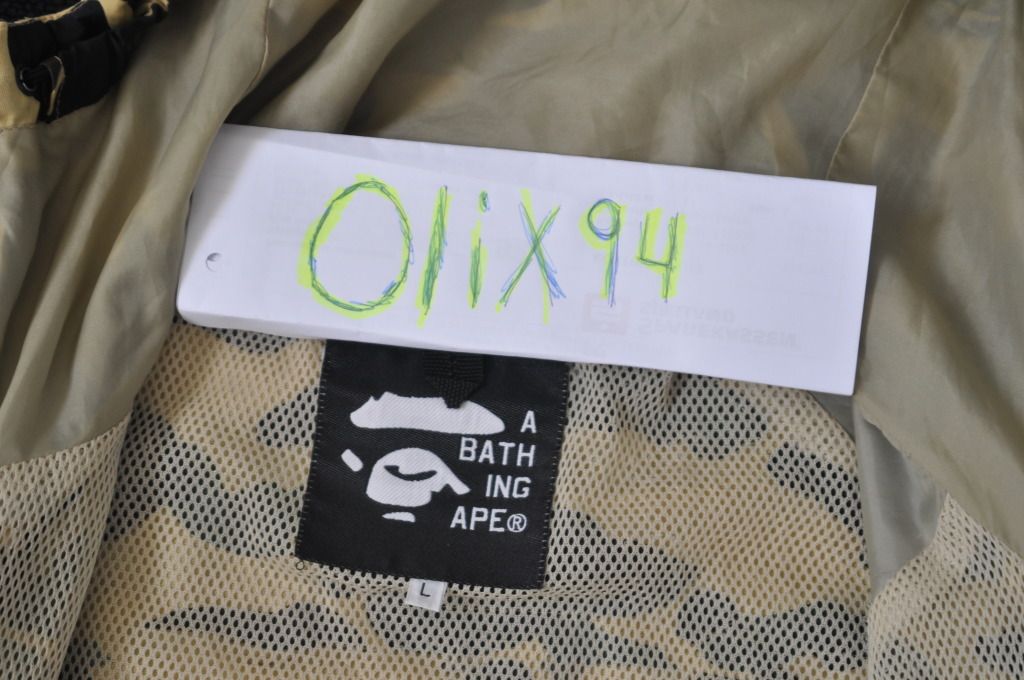 Olix94
A
BATH
ING
APE®
L